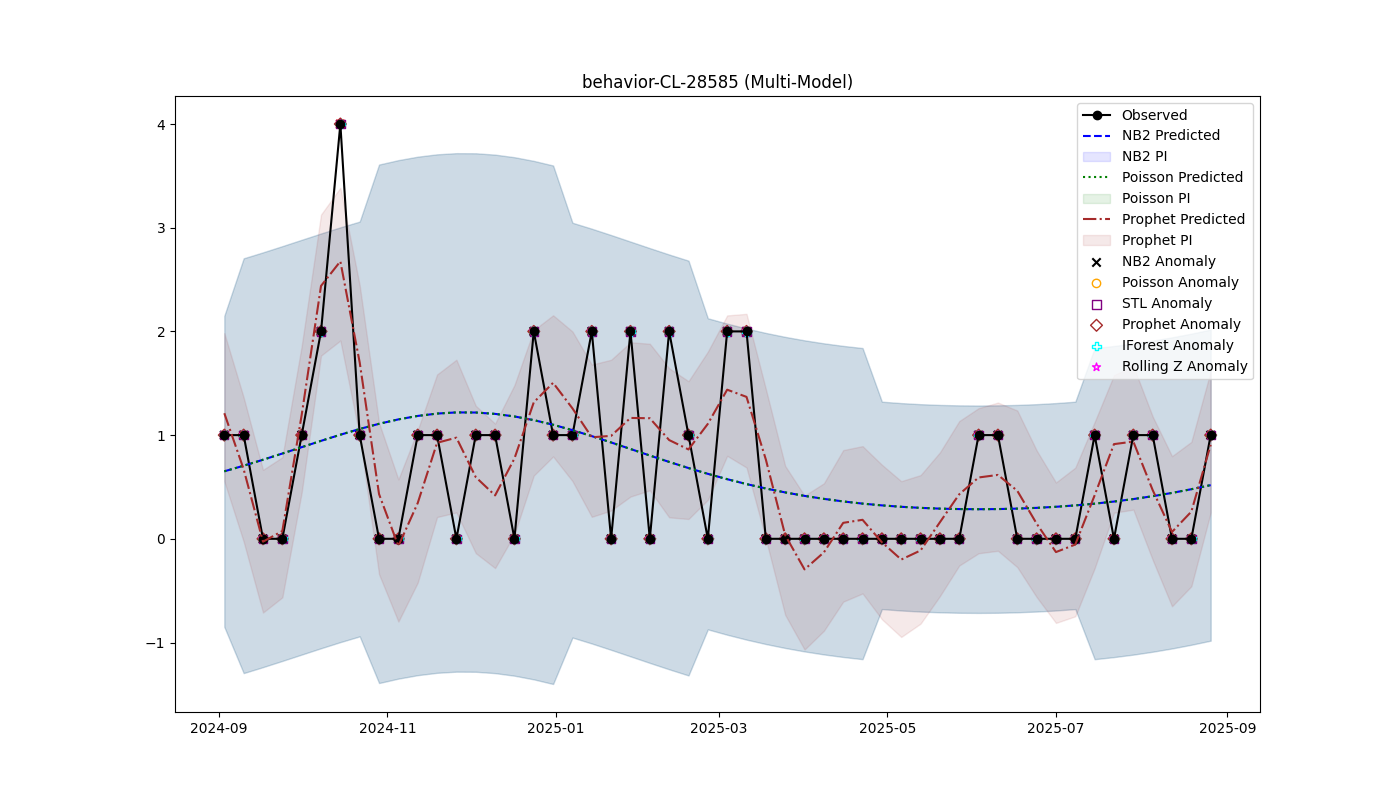 behavior-CL-28585 (Multi-Model)
4
3
2
1
0
−1
2024-09
2024-11
2025-01
2025-03
2025-05
2025-07
2025-09
Observed
NB2 Predicted
NB2 PI
Poisson Predicted
Poisson PI
Prophet Predicted
Prophet PI
NB2 Anomaly
Poisson Anomaly
STL Anomaly
Prophet Anomaly
IForest Anomaly
Rolling Z Anomaly